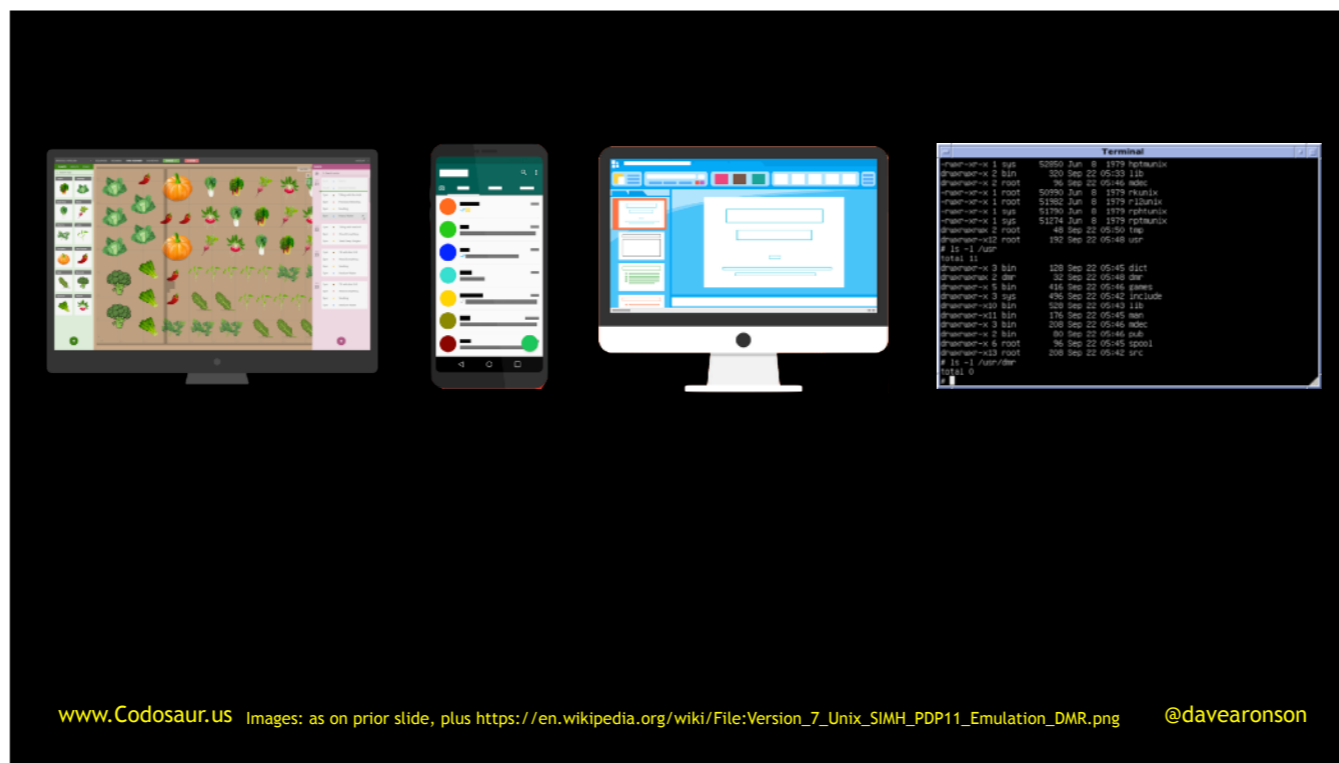 Terminal
-rwxr-xr-x 1 sys 52850 Jun 8 1979 hptmunix
drwxrwxr-x 2 bin 320 Sep 22 05:33 lib
drwxrwxr-x 2 root 96 Sep 22 05:46 mdec
-rwxr-xr-x 1 root 50990 Jun 8 1979 rkunix
-rwxr-xr-x 1 root 51982 Jun 8 1979 rl2unix
-rwxr-xr-x 1 sys 51790 Jun 8 1979 rphtunix
-rwxr-xr-x 1 sys 51274 Jun 8 1979 rptmunix
drwxrwxrwx 2 root 48 Sep 22 05:50 tmp
drwxrwxr-x12 root 192 Sep 22 05:48 usr
# ls -l /usr
total 11
drwxrwxr-x 3 bin 128 Sep 22 05:45 dict
drwxrwxrwx 2 dmr 32 Sep 22 05:48 dmr
drwxrwxr-x 5 bin 416 Sep 22 05:46 games
drwxrwxr-x 3 sys 496 Sep 22 05:42 include
drwxrwxr-x10 bin 528 Sep 22 05:43 lib
drwxrwxr-x11 bin 176 Sep 22 05:45 man
drwxrwxr-x 3 bin 208 Sep 22 05:46 mdec
drwxrwxr-x 2 bin 80 Sep 22 05:46 pub
drwxrwxr-x 6 root 96 Sep 22 05:45 spool
drwxrwxr-x13 root 208 Sep 22 05:42 src
# ls -l /usr/dmr
total 0
#
www.Codosaur.us Images: as on prior slide, plus https://en.wikipedia.org/wiki/File:Version_7_Unix_SIMH_PDP11_Emulation_DMR.png @davearonson